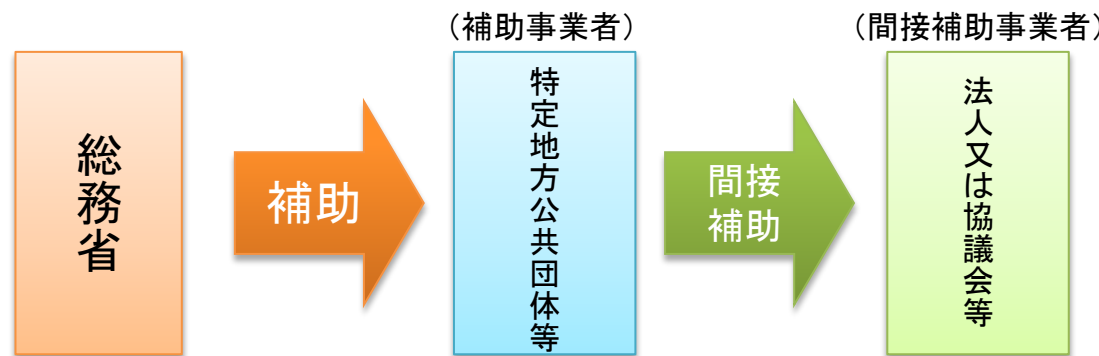 総務省
補助
（補助事業者）
特定地方公共団体等
間接
補助
（間接補助事業者）
法人又は協議会等